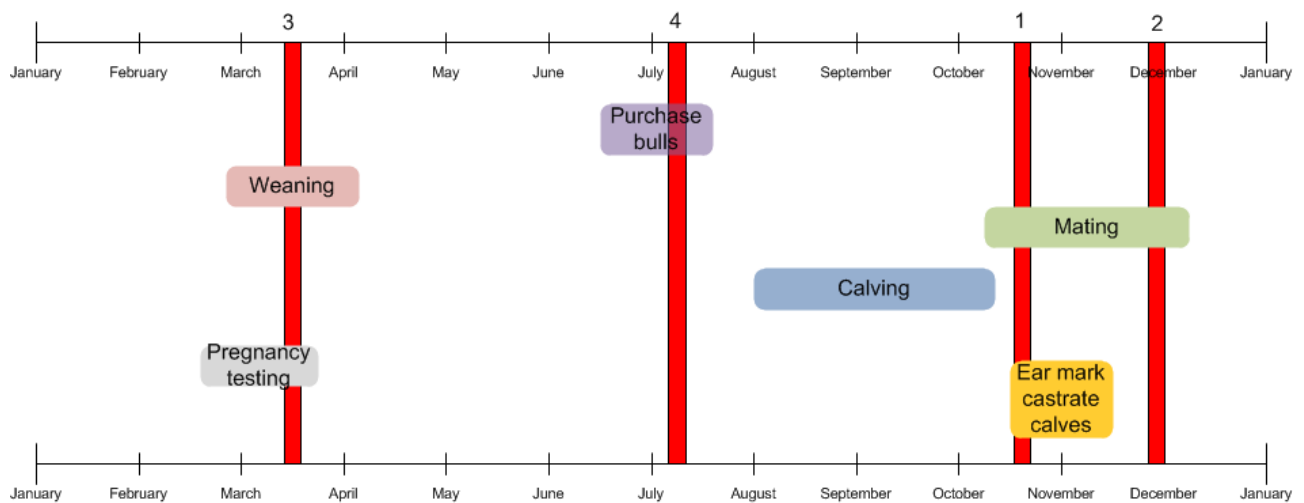 3 4 1 2
January February March April May June July August September October November December January
Purchase
bulls
Weaning
Mating
Calving
Pregnancy
testing
Ear mark
castrate
calves
January February March April May June July August September October November December January